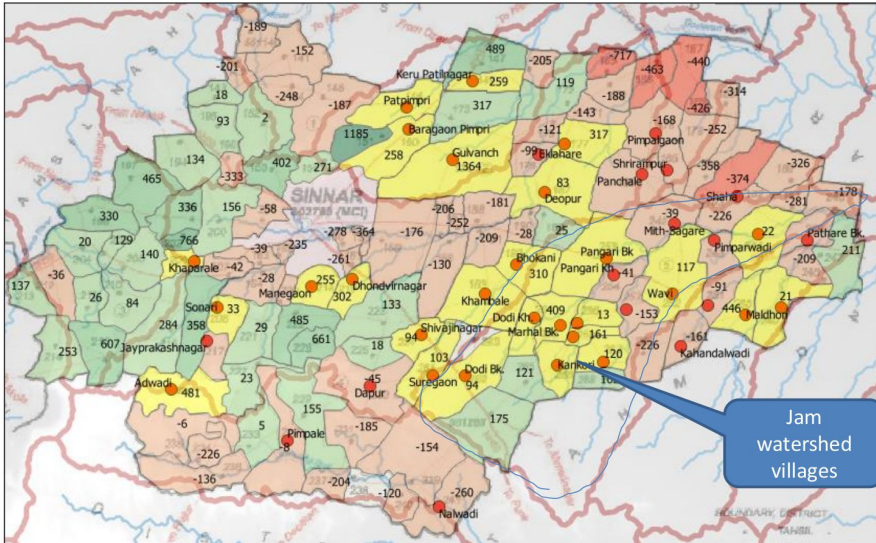 -189
-152
-201
-248
-187
18
93
2
134
-333
402
271
465
336
156
-58
330
20
129
140
766
-39
-235
-278
-364
-261
-36
137
26
84
Khaparale
-42
-28
Manegaon
255
302
Dhondvirnagar
Sonari
33
284
358
29
485
133
253
607
Jayprakashnagar
661
18
Adwadi
481
23
155
5
-6
Pimpale
-8
-226
-136
-45
Dapur
-185
-154
-204
-120
-260
Nalwadi
489
Keru Patilnagar
259
-205
-717
-463
-440
Patpimpri
317
119
-188
-426
-314
Baragaon Pimpri
-143
-168
1185
-121
317
Pimpalgaon
-252
258
Gulvanch
1364
-99
Eklahare
Shrirampur
Panchale
-358
-326
SINNAR
83
Deopur
-374
Shaha
-281
-178
-206
-252
-181
-176
-209
-28
25
-39
-226
22
Mith-Sagare
Pimparwadi
Pathare Bk.
-209
211
-130
Bhokani
310
Pangari Bk
Pangari Kh
-41
117
Khambale
Wavi
-91
21
Dodi Kh
409
13
-153
446
Maldhon
Shivajinagar
94
Marhal Bk.
161
-226
-161
Kahandalwadi
103
Suregaon
Dodi Bk.
94
121
Kankori
120
175
Jam
watershed
villages
BOUNDARY, DISTRICT
TAHSIL